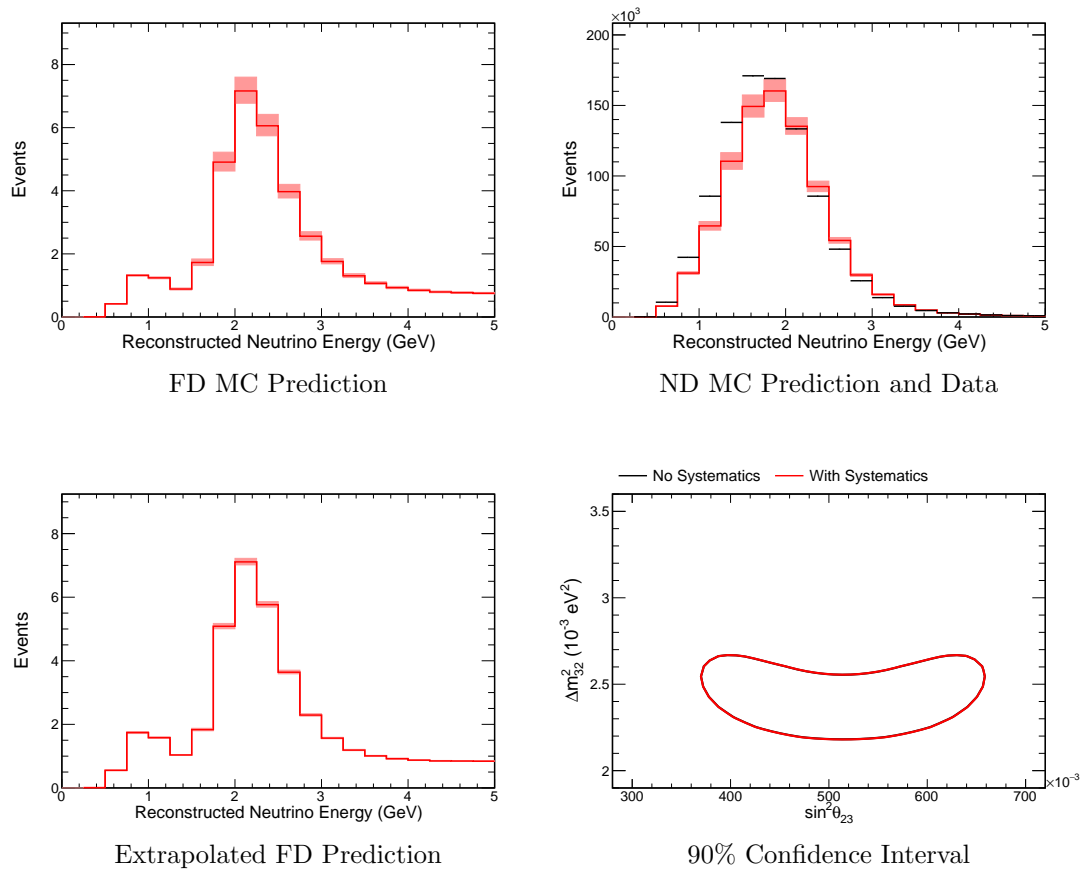 8
6
4
2
0
Events
0 1 2 3 4 5
Reconstructed Neutrino Energy (GeV)
FD MC Prediction
×10³
200
150
100
50
0
Events
0 1 2 3 4 5
Reconstructed Neutrino Energy (GeV)
ND MC Prediction and Data
8
6
4
2
0
Events
0 1 2 3 4 5
Reconstructed Neutrino Energy (GeV)
Extrapolated FD Prediction
No Systematics With Systematics
3.5
3
2.5
2
Δm²₃₂ (10⁻³ eV²)
300 400 500 600 700
×10⁻³
sin²θ₂₃
90% Confidence Interval